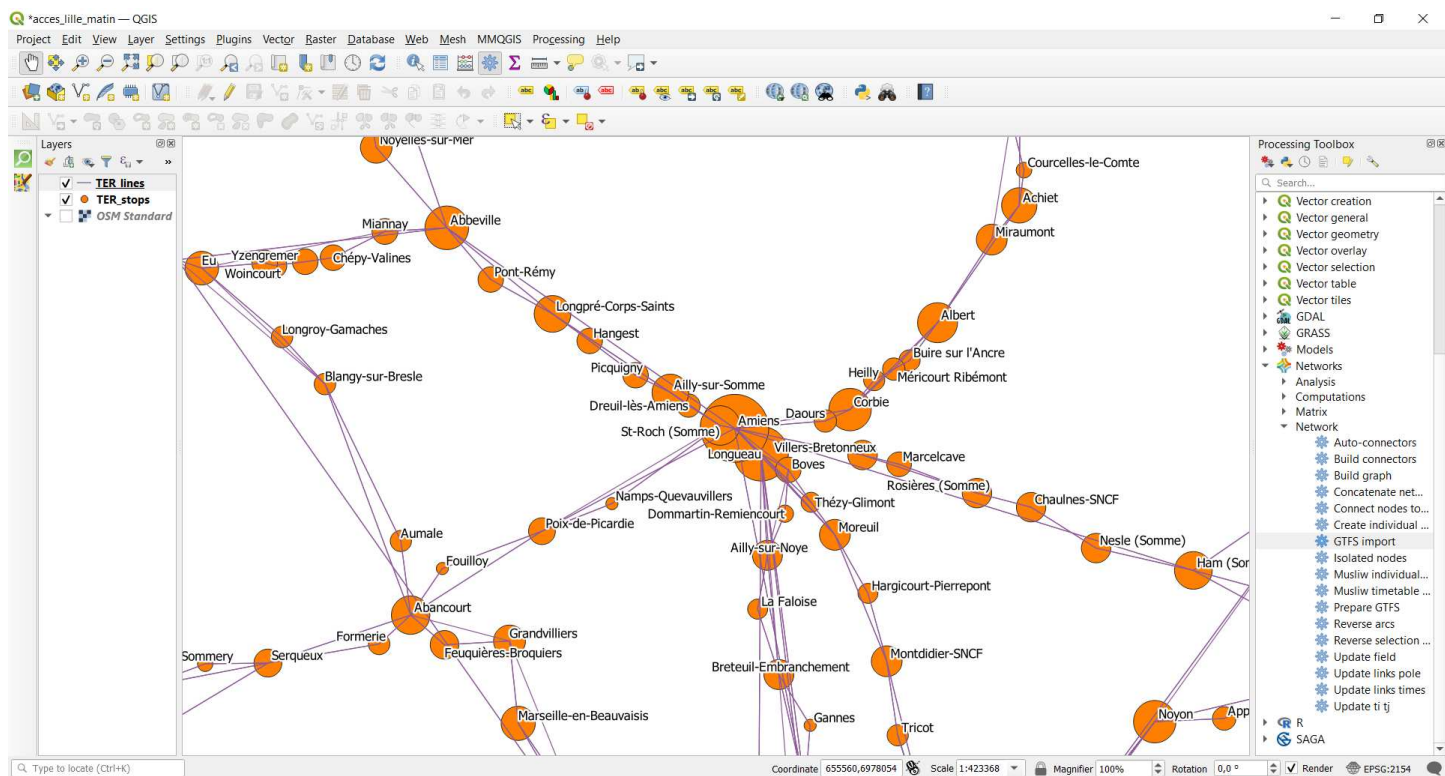 *acces_lille_matin — QGIS
Project Edit View Layer Settings Plugins Vector Raster Database Web Mesh MMQGIS Processing Help
Layers
TER_lines
TER_stops
OSM Standard
Noyelles-sur-Mer
Courcelles-le-Comte
Achiet
Abbeville
Miannay
Miraumont
Eu
Yzengremer
Chépy-Valines
Woincourt
Pont-Rémy
Longpré-Corps-Saints
Albert
Longroy-Gamaches
Hangest
Buire sur l'Ancre
Picquigny
Heilly
Méricourt Ribémont
Blangy-sur-Bresle
Ailly-sur-Somme
Corbie
Dreuil-lès-Amiens
Amiens
Daours
St-Roch (Somme)
Villers-Bretonneux
Longueau
Boves
Marcelcave
Rosières (Somme)
Namps-Quevauvillers
Thézy-Glimont
Chaulnes-SNCF
Dommartin-Remiencourt
Poix-de-Picardie
Moreuil
Aumale
Ailly-sur-Noye
Nesle (Somme)
Fouilloy
Ham (Sor
Hargicourt-Pierrepont
La Faloise
Abancourt
Formerie
Grandvilliers
Sommery
Serqueux
Feuquières-Broquiers
Montdidier-SNCF
Breteuil-Embranchement
Marseille-en-Beauvaisis
Gannes
Tricot
Noyon
App
Processing Toolbox
Search...
Vector creation
Vector general
Vector geometry
Vector overlay
Vector selection
Vector table
Vector tiles
GDAL
GRASS
Models
Networks
Analysis
Computations
Matrix
Network
Auto-connectors
Build connectors
Build graph
Concatenate net...
Connect nodes to...
Create individual ...
GTFS import
Isolated nodes
Musliw individual...
Musliw timetable ...
Prepare GTFS
Reverse arcs
Reverse selection ...
Update field
Update links pole
Update links times
Update ti tj
R
SAGA
Type to locate (Ctrl+K)
Coordinate 655560,6978054 Scale 1:423368 Magnifier 100% Rotation 0,0 ° Render EPSG:2154